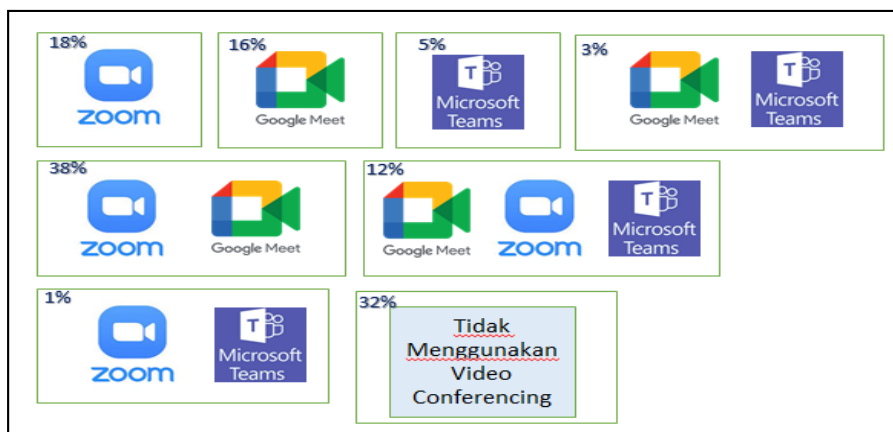 18%
zoom
16%
Google Meet
5%
T
Microsoft
Teams
3%
Google Meet
T
Microsoft
Teams
38%
zoom
Google Meet
12%
Google Meet
zoom
T
Microsoft
Teams
1%
zoom
T
Microsoft
Teams
32%
Tidak
Menggunakan
Video
Conferencing